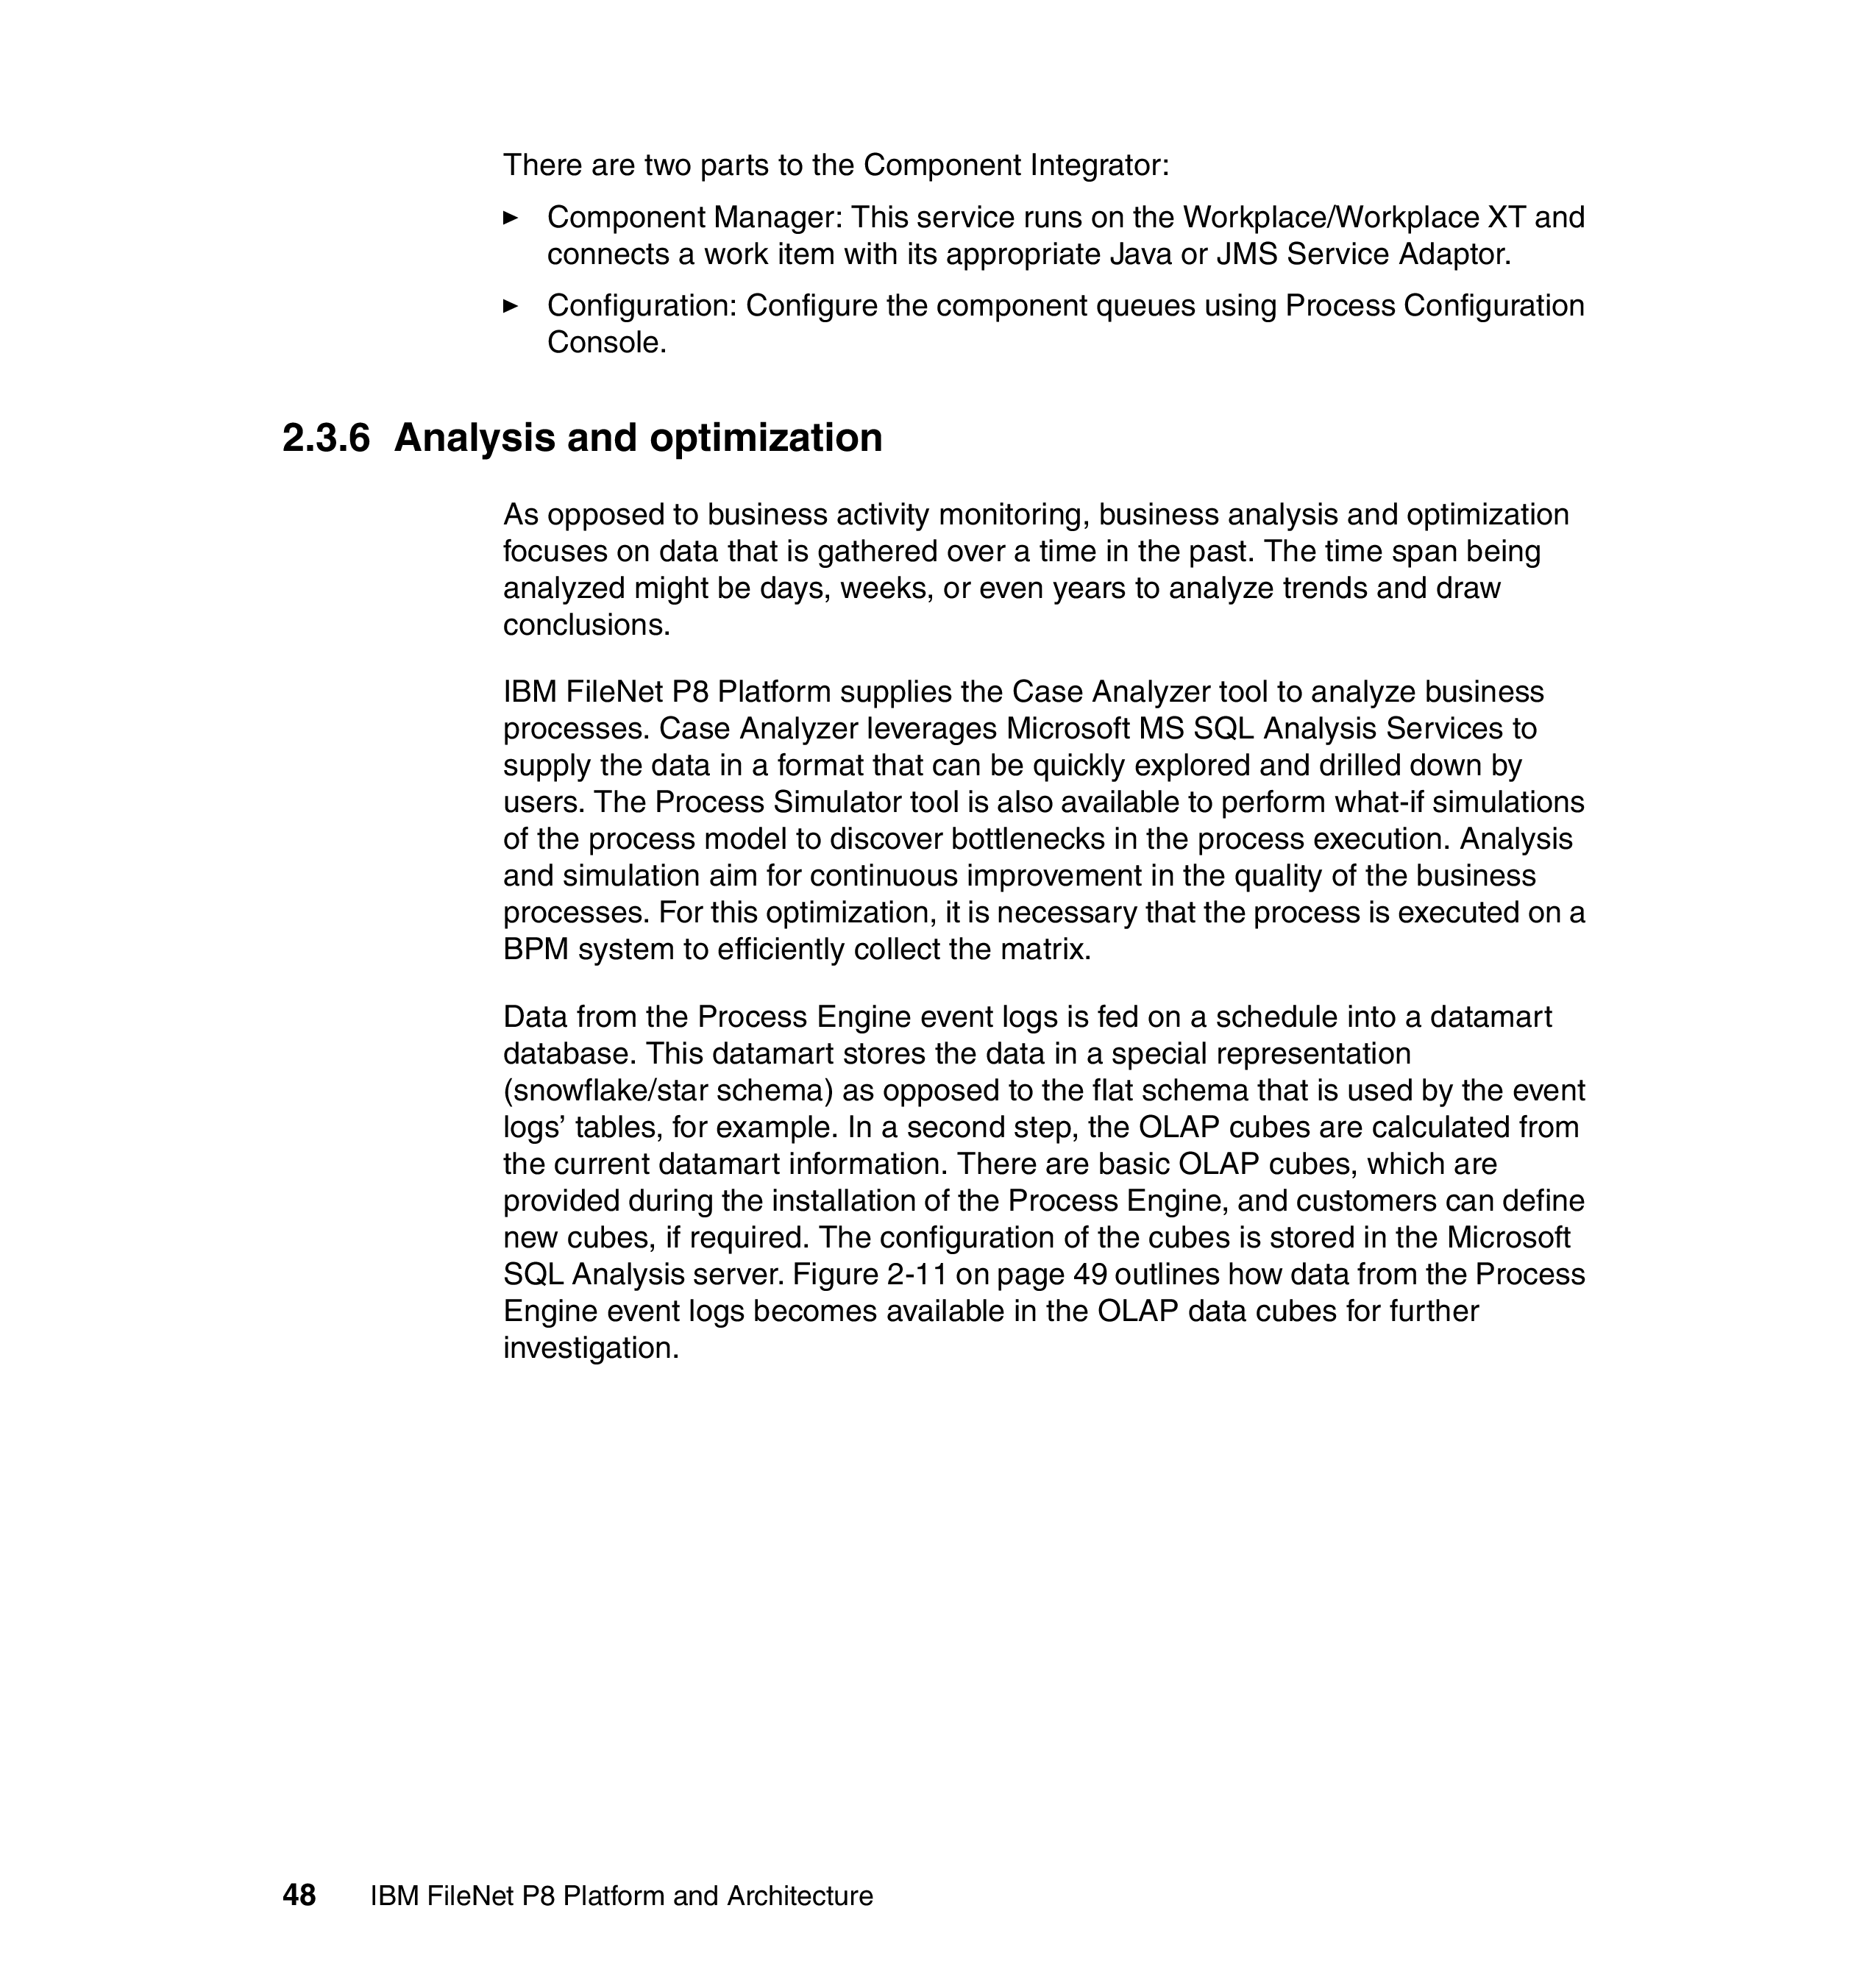 There are two parts to the Component Integrator:
► Component Manager: This service runs on the Workplace/Workplace XT and
connects a work item with its appropriate Java or JMS Service Adaptor.
► Configuration: Configure the component queues using Process Configuration
Console.
2.3.6 Analysis and optimization
As opposed to business activity monitoring, business analysis and optimization
focuses on data that is gathered over a time in the past. The time span being
analyzed might be days, weeks, or even years to analyze trends and draw
conclusions.
IBM FileNet P8 Platform supplies the Case Analyzer tool to analyze business
processes. Case Analyzer leverages Microsoft MS SQL Analysis Services to
supply the data in a format that can be quickly explored and drilled down by
users. The Process Simulator tool is also available to perform what-if simulations
of the process model to discover bottlenecks in the process execution. Analysis
and simulation aim for continuous improvement in the quality of the business
processes. For this optimization, it is necessary that the process is executed on a
BPM system to efficiently collect the matrix.
Data from the Process Engine event logs is fed on a schedule into a datamart
database. This datamart stores the data in a special representation
(snowflake/star schema) as opposed to the flat schema that is used by the event
logs’ tables, for example. In a second step, the OLAP cubes are calculated from
the current datamart information. There are basic OLAP cubes, which are
provided during the installation of the Process Engine, and customers can define
new cubes, if required. The configuration of the cubes is stored in the Microsoft
SQL Analysis server. Figure 2-11 on page 49 outlines how data from the Process
Engine event logs becomes available in the OLAP data cubes for further
investigation.
48 IBM FileNet P8 Platform and Architecture